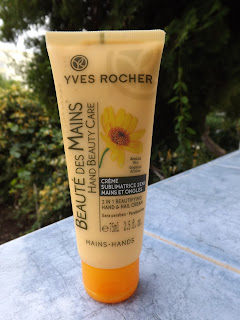 YVES ROCHER
BEAUTÉ DES MAINS
HAND BEAUTY CARE
CRÈME
SUBLIMATRICE 2EN1
MAINS ET ONGLES
2 IN 1 BEAUTIFYING
HAND & NAIL CREAM
MAINS • HANDS